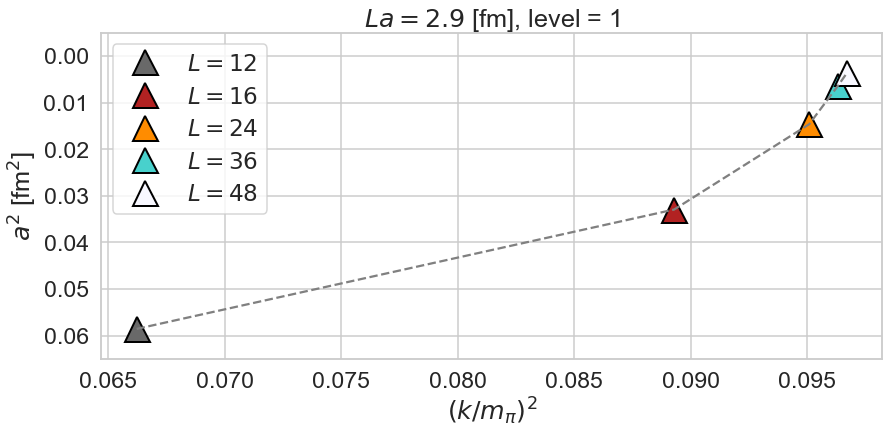 La = 2.9 [fm], level = 1
L = 12
L = 16
L = 24
L = 36
L = 48
a² [fm²]
0.00
0.01
0.02
0.03
0.04
0.05
0.06
0.065 0.070 0.075 0.080 0.085 0.090 0.095
(k/mπ)²